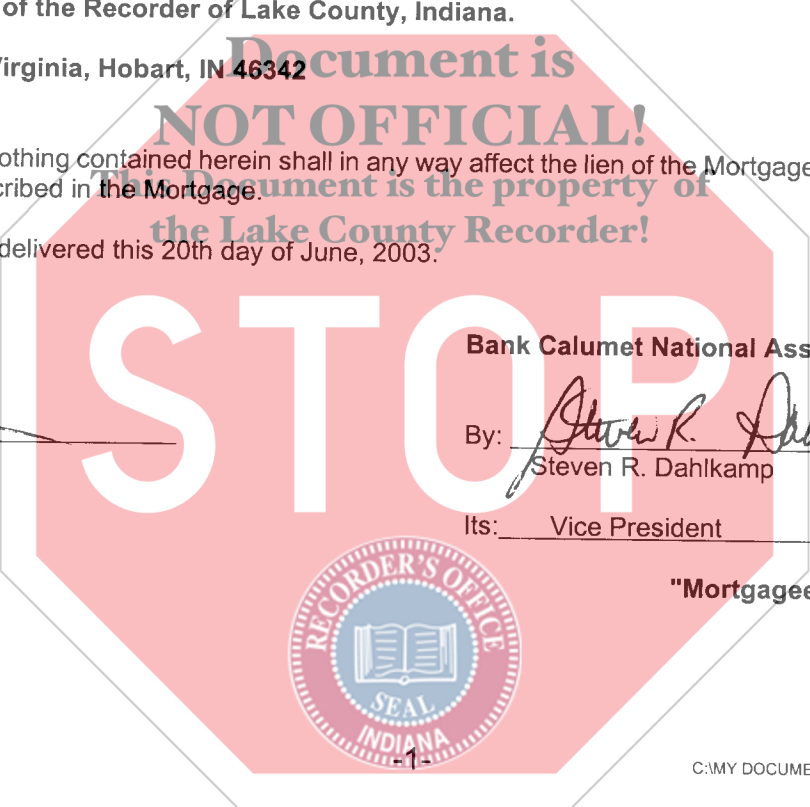 of the Recorder of Lake County, Indiana.
Virginia, Hobart, IN 46342
Document is
NOT OFFICIAL!
othing contained herein shall in any way affect the lien of the Mortgage
cribed in the Mortgage.
This Document is the property of
the Lake County Recorder!
delivered this 20th day of June, 2003.
STOP
Bank Calumet National Ass
By: Steven R. Da
Steven R. Dahlkamp
Its: Vice President
"Mortgagee
RECORDER'S OFFICE
SEAL
INDIANA
-1-
C:\MY DOCUME